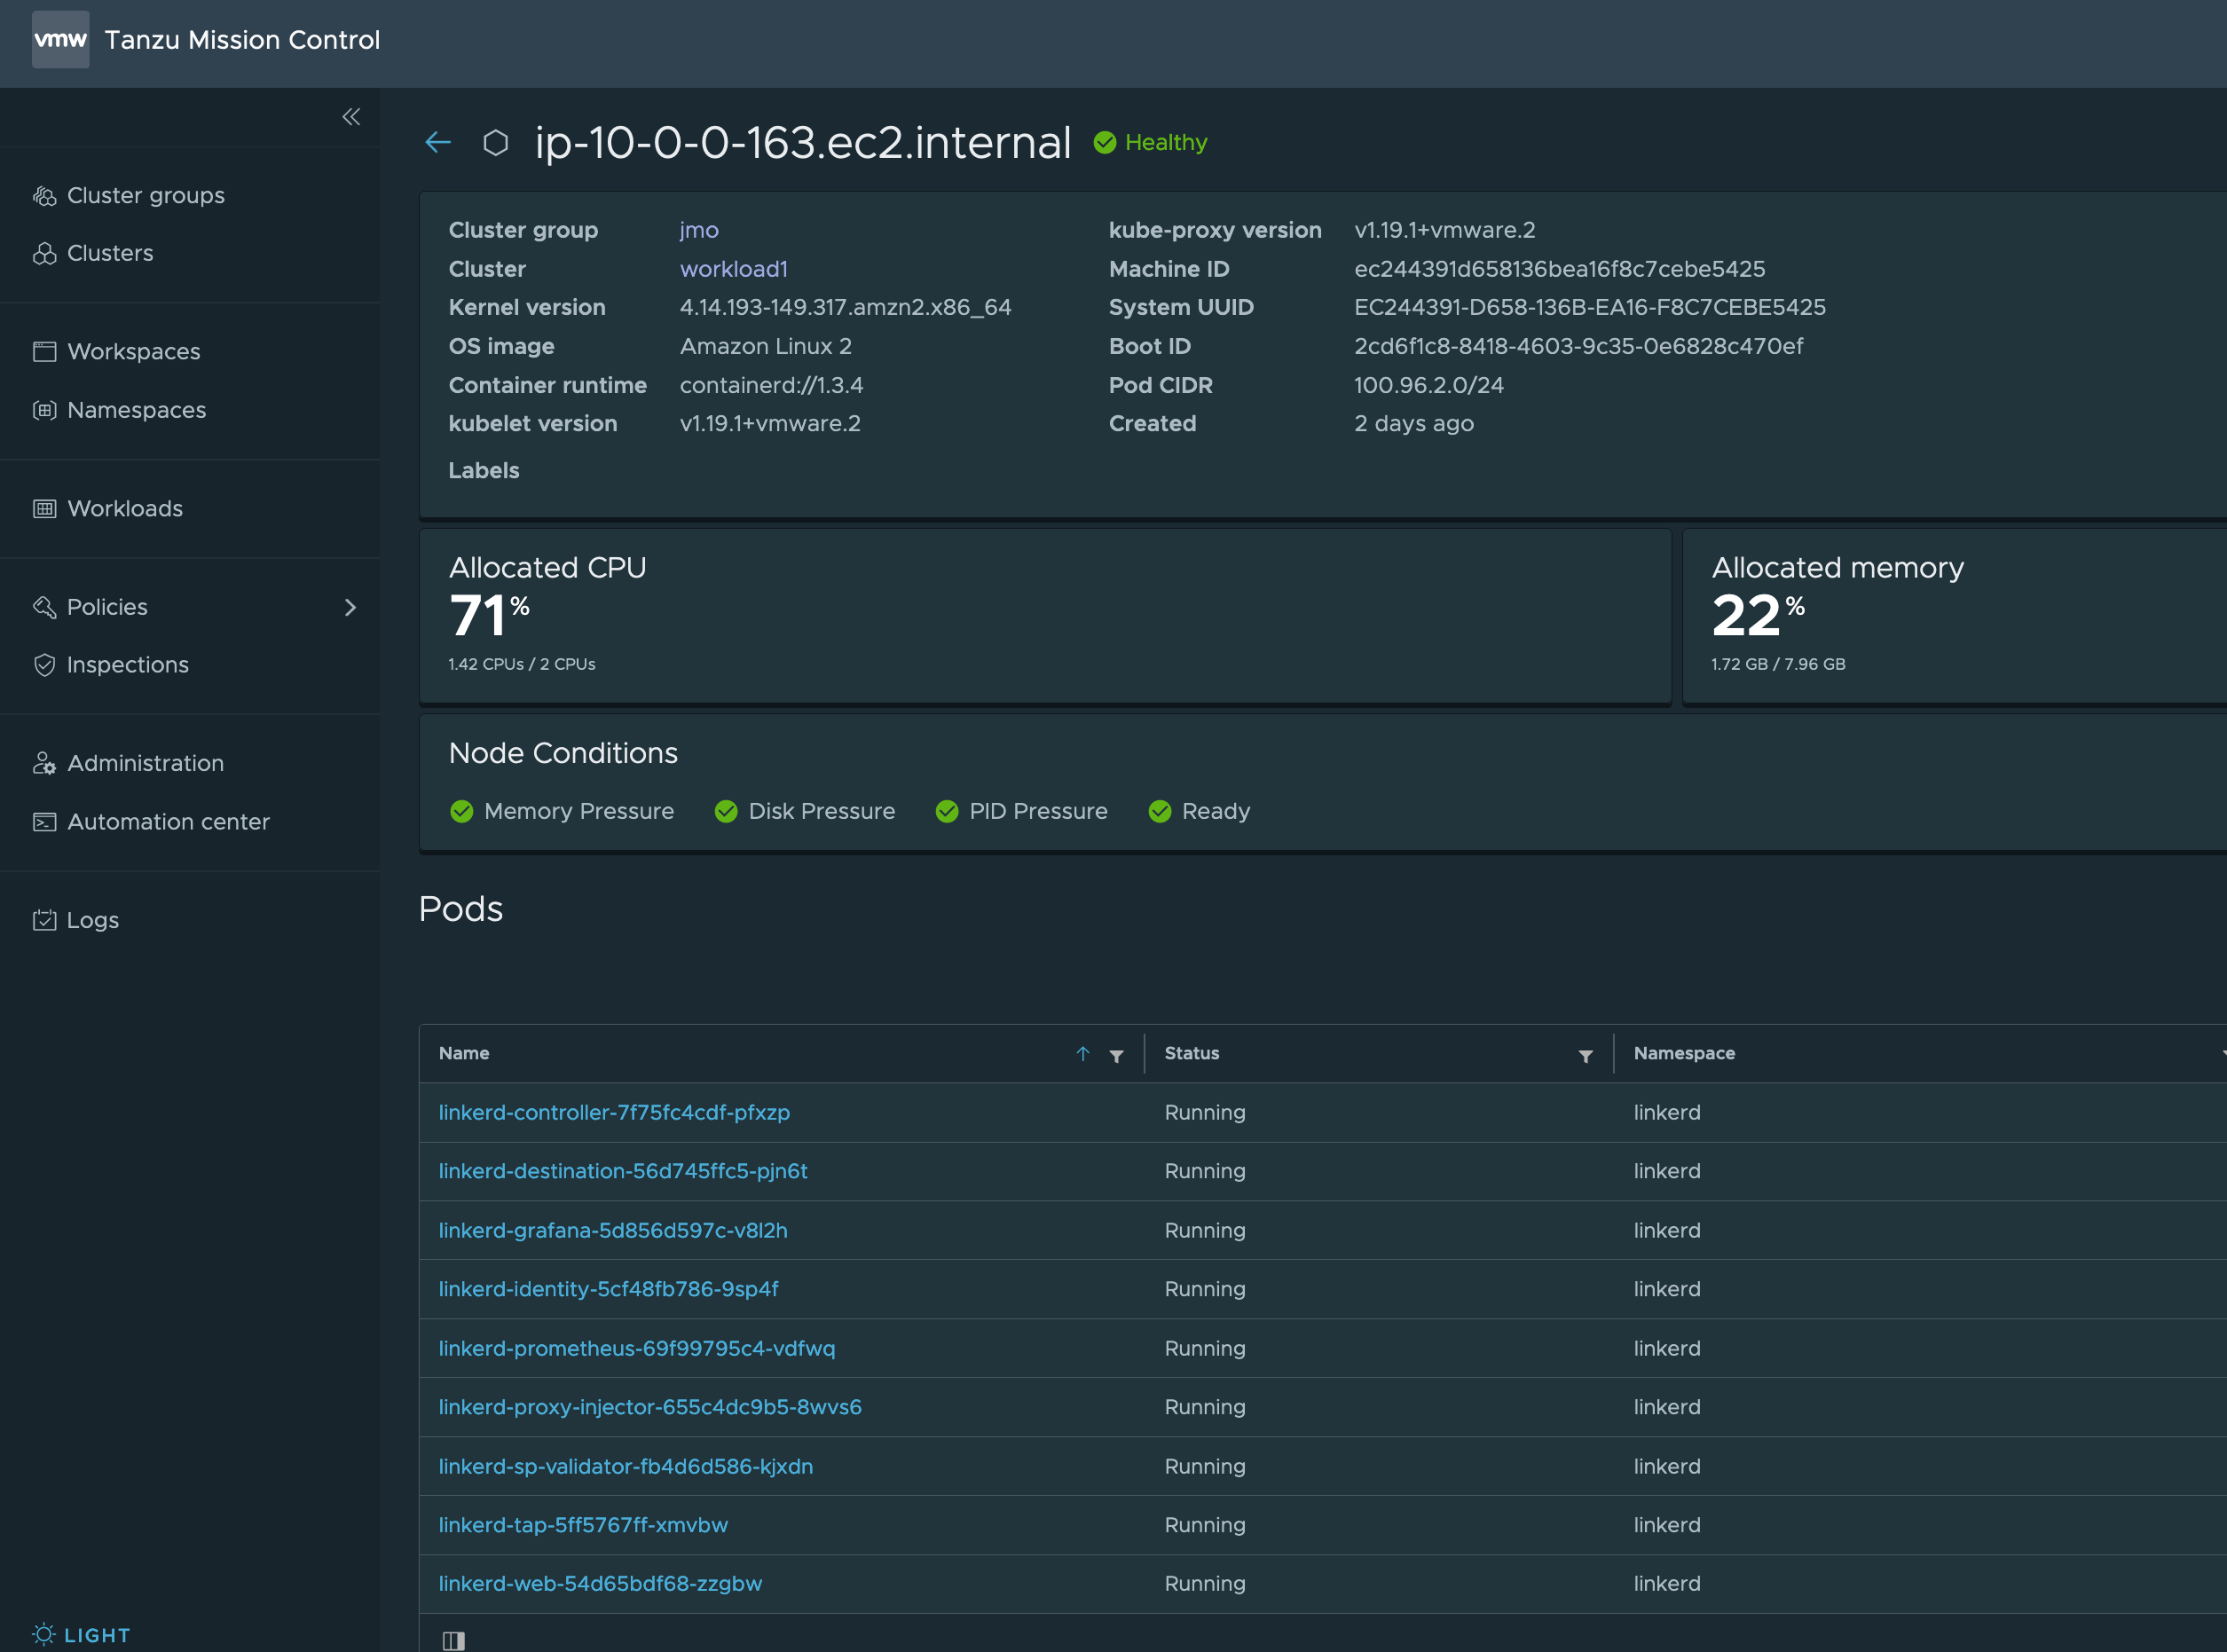 vmw Tanzu Mission Control
Cluster groups
Clusters
Workspaces
Namespaces
Workloads
Policies
Inspections
Administration
Automation center
Logs
LIGHT
ip-10-0-0-163.ec2.internal Healthy
Cluster group jmo
Cluster workload1
Kernel version 4.14.193-149.317.amzn2.x86_64
OS image Amazon Linux 2
Container runtime containerd://1.3.4
kubelet version v1.19.1+vmware.2
Labels
kube-proxy version v1.19.1+vmware.2
Machine ID ec244391d658136bea16f8c7cebe5425
System UUID EC244391-D658-136B-EA16-F8C7CEBE5425
Boot ID 2cd6f1c8-8418-4603-9c35-0e6828c470ef
Pod CIDR 100.96.2.0/24
Created 2 days ago
Allocated CPU
71%
1.42 CPUs / 2 CPUs
Allocated memory
22%
1.72 GB / 7.96 GB
Node Conditions
Memory Pressure Disk Pressure PID Pressure Ready
Pods
Name Status Namespace
linkerd-controller-7f75fc4cdf-pfxzp Running linkerd
linkerd-destination-56d745ffc5-pjn6t Running linkerd
linkerd-grafana-5d856d597c-v8l2h Running linkerd
linkerd-identity-5cf48fb786-9sp4f Running linkerd
linkerd-prometheus-69f99795c4-vdfwq Running linkerd
linkerd-proxy-injector-655c4dc9b5-8wvs6 Running linkerd
linkerd-sp-validator-fb4d6d586-kjxdn Running linkerd
linkerd-tap-5ff5767ff-xmvbw Running linkerd
linkerd-web-54d65bdf68-zzgbw Running linkerd